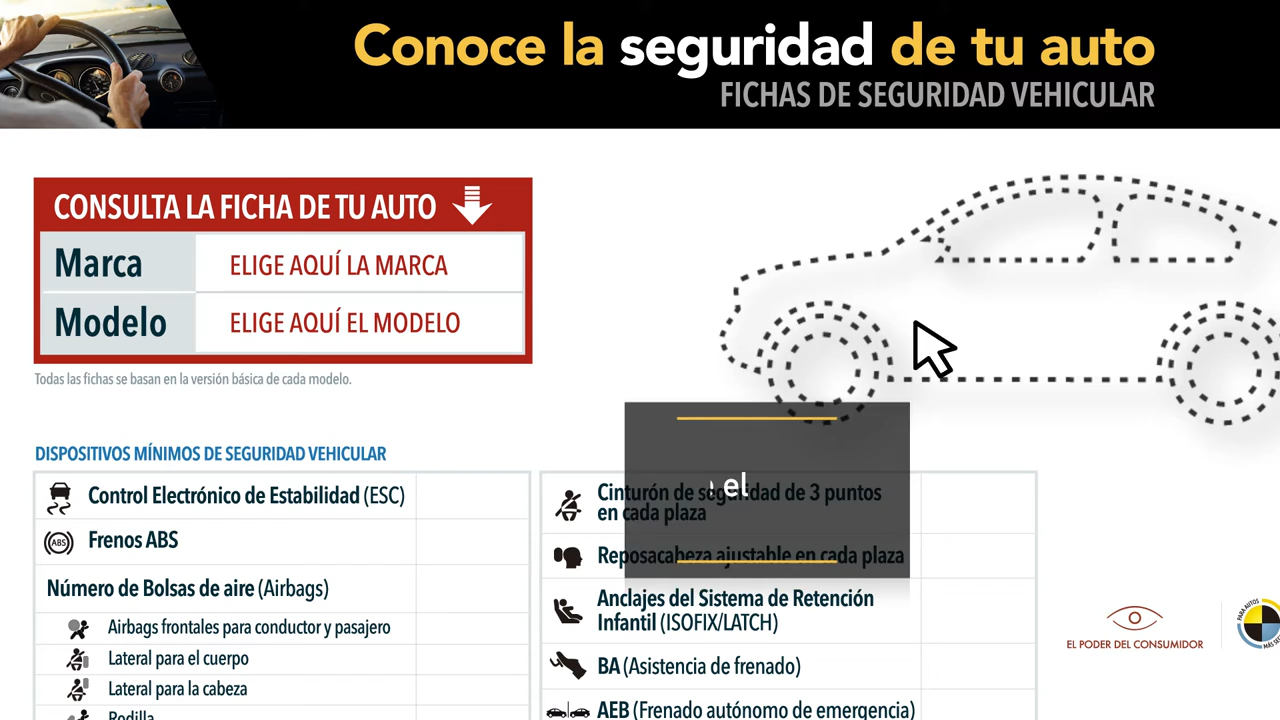 Conoce la seguridad de tu auto
FICHAS DE SEGURIDAD VEHICULAR
CONSULTA LA FICHA DE TU AUTO
Marca
ELIGE AQUÍ LA MARCA
Modelo
ELIGE AQUÍ EL MODELO
Todas las fichas se basan en la versión básica de cada modelo.
DISPOSITIVOS MÍNIMOS DE SEGURIDAD VEHICULAR
Control Electrónico de Estabilidad (ESC)
ABS
Frenos ABS
Número de Bolsas de aire (Airbags)
Airbags frontales para conductor y pasajero
Lateral para el cuerpo
Lateral para la cabeza
Rodilla
Cinturón de seguridad de 3 puntos
en cada plaza
el
Reposacabeza ajustable en cada plaza
Anclajes del Sistema de Retención
Infantil (ISOFIX/LATCH)
BA (Asistencia de frenado)
AEB (Frenado autónomo de emergencia)
EL PODER DEL CONSUMIDOR
PARA AUTOS